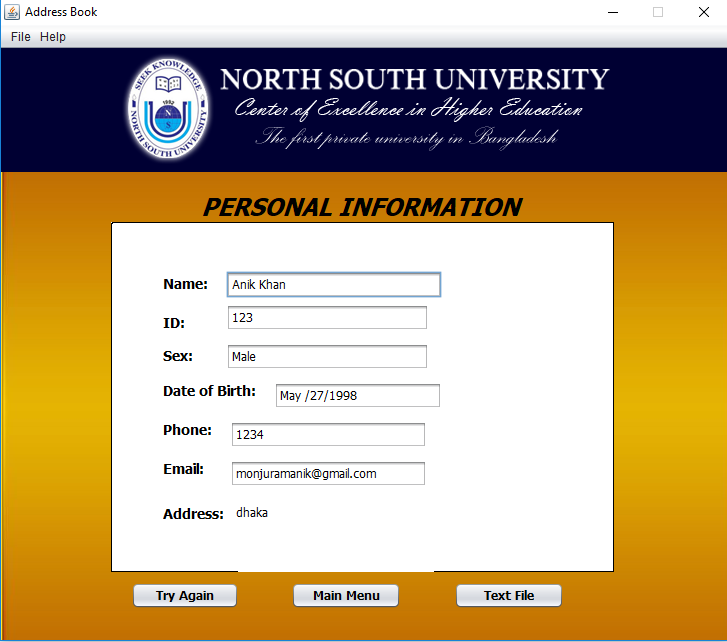 Address Book
File Help
SEEK KNOWLEDGE
1992
N S
NORTH SOUTH UNIVERSITY
NORTH SOUTH UNIVERSITY
Center of Excellence in Higher Education
The first private university in Bangladesh
PERSONAL INFORMATION
Name: Anik Khan
ID: 123
Sex: Male
Date of Birth: May /27/1998
Phone: 1234
Email: monjuramanik@gmail.com
Address: dhaka
Try Again Main Menu Text File